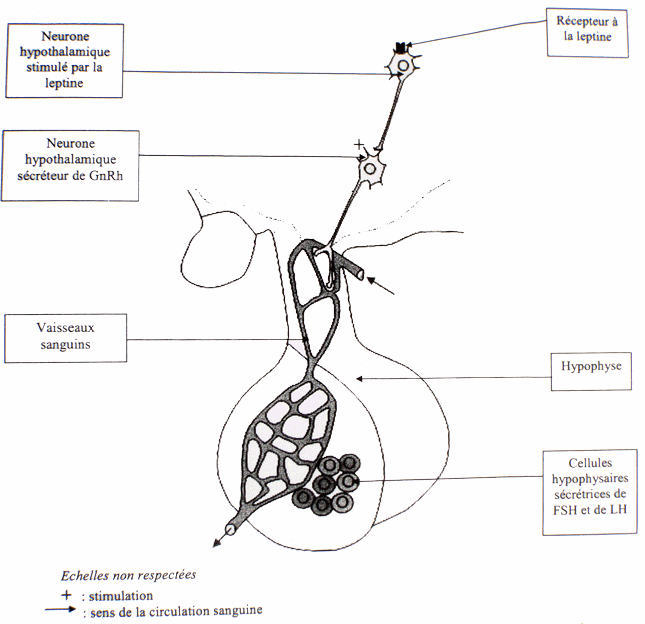 Neurone
hypothalamique
stimulé par la
leptine
Récepteur à
la leptine
Neurone
hypothalamique
sécréteur de GnRh
+
Vaisseaux
sanguins
Hypophyse
Cellules
hypophysaires
sécrétrices de
FSH et de LH
Echelles non respectées
+ : stimulation
: sens de la circulation sanguine